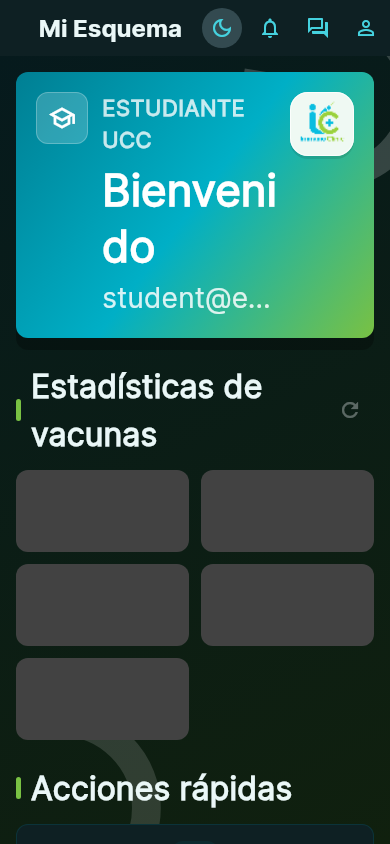 Mi Esquema
ESTUDIANTE
UCC
Bienveni
do
student@e...
Estadísticas de
vacunas
Acciones rápidas